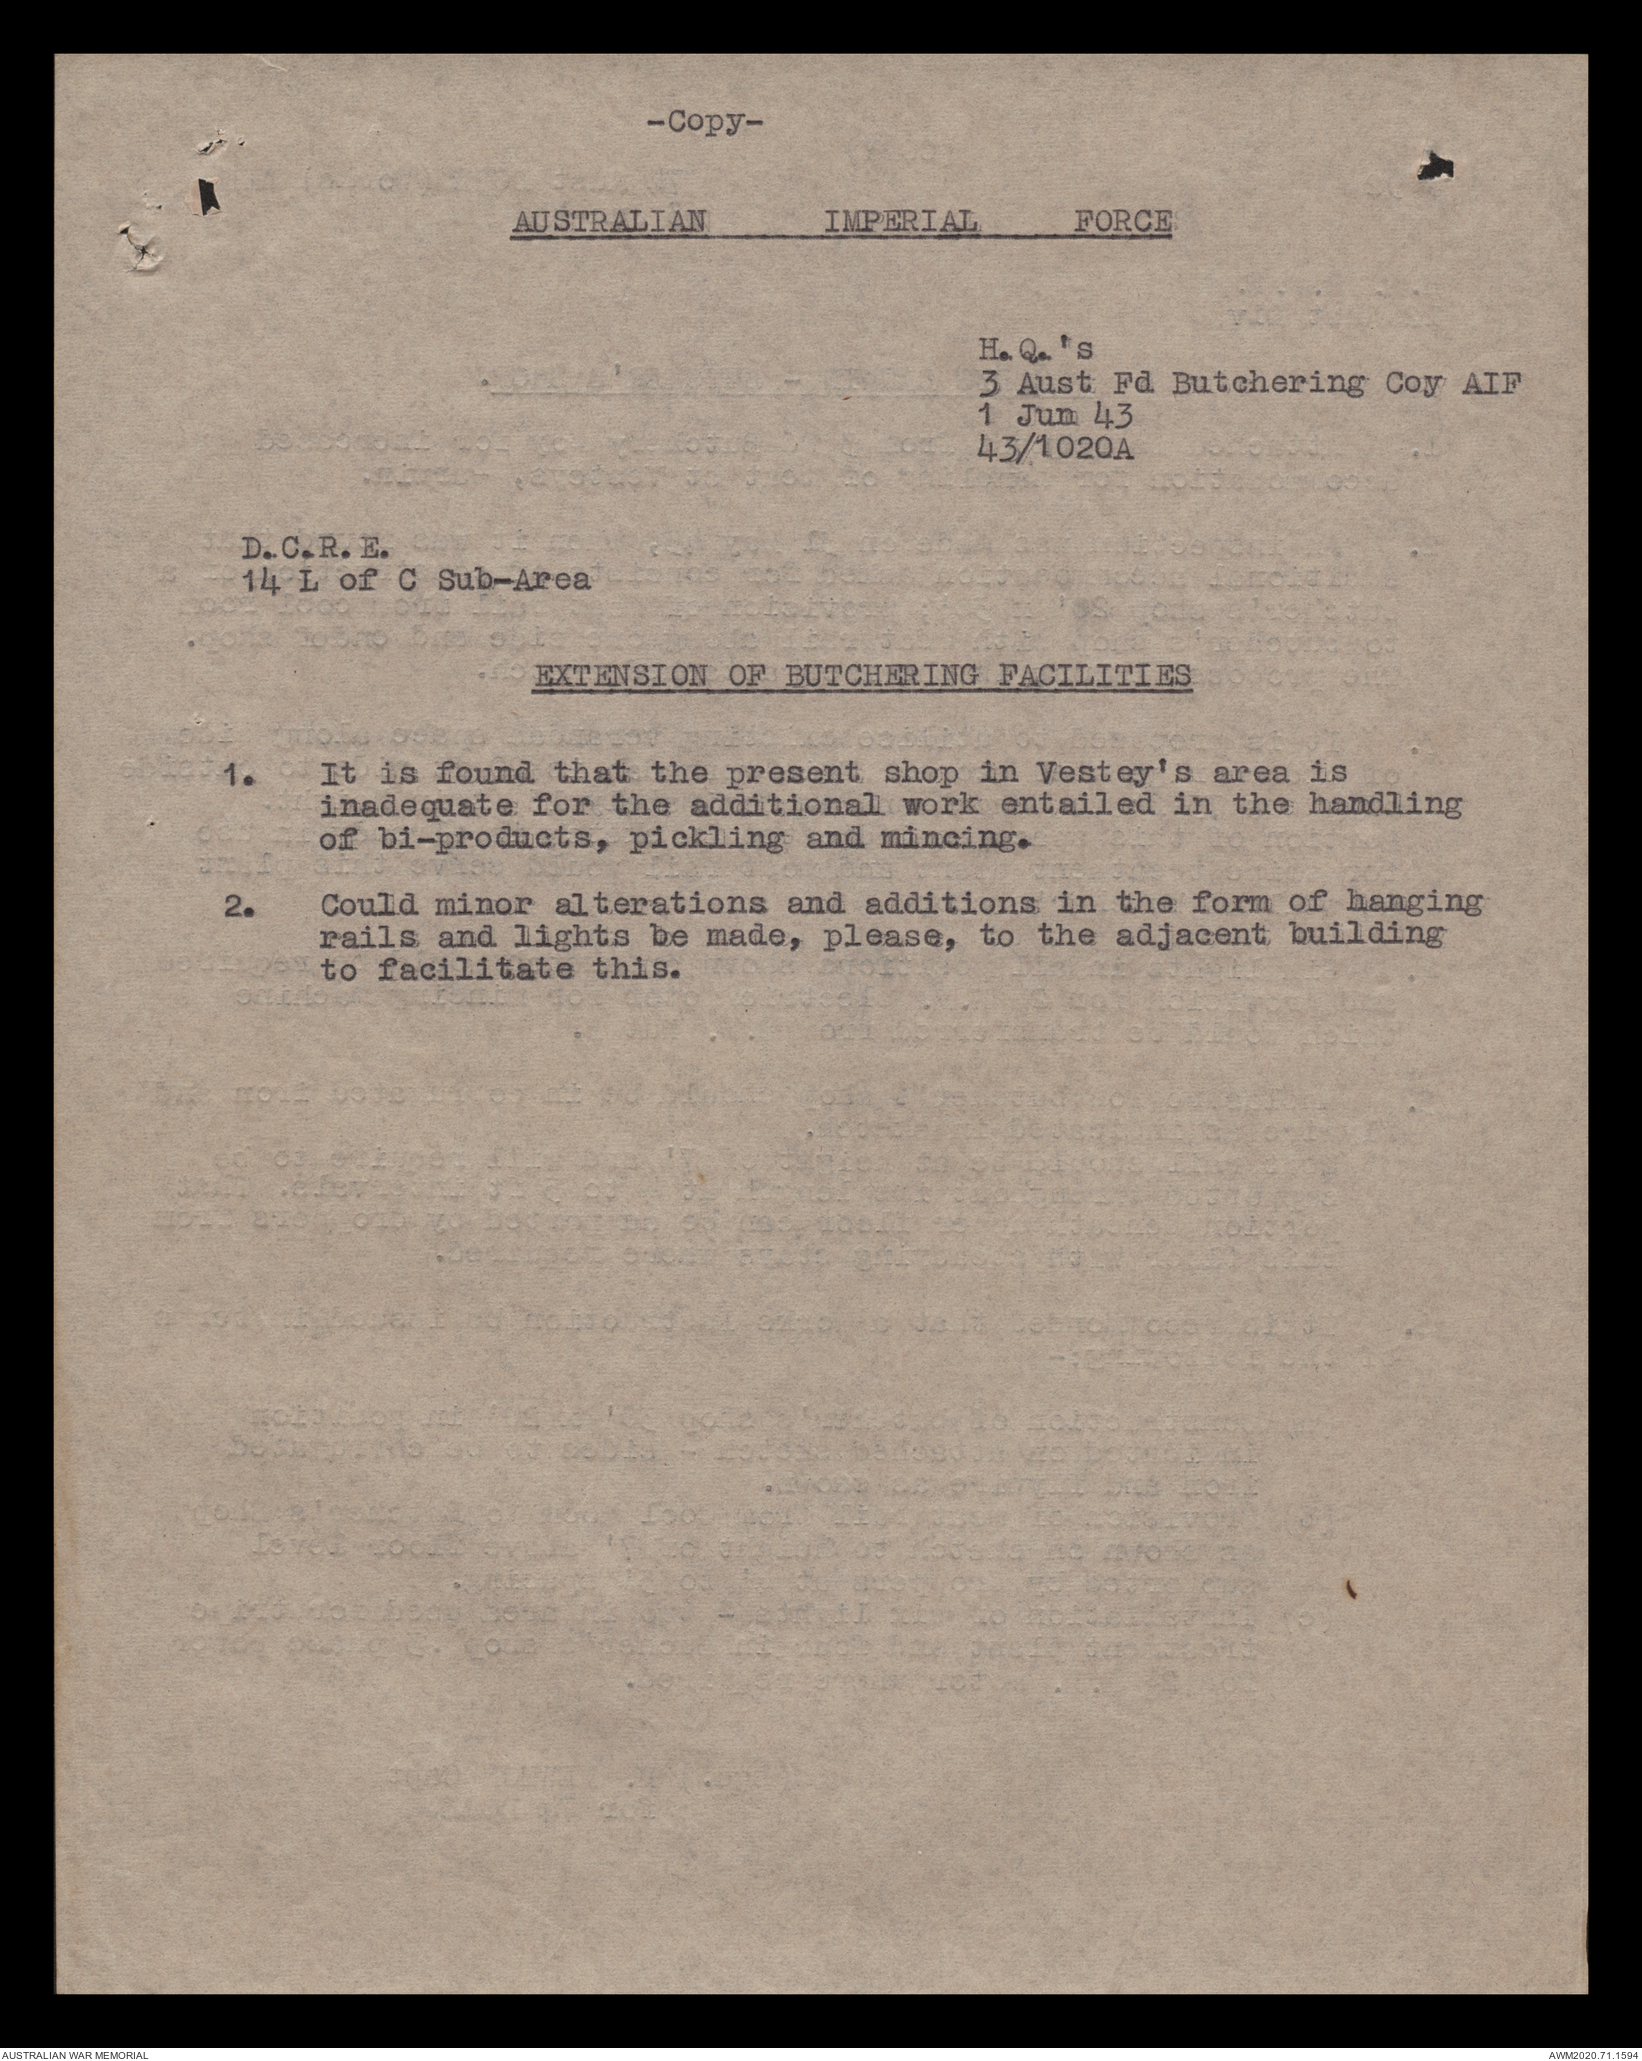 -Copy-
AUSTRALIAN IMPERIAL FORCE
H.Q.'s
3 Aust Fd Butchering Coy AIF
1 Jun 43
43/1020A
D.C.R.E.
14 L of C Sub-Area
EXTENSION OF BUTCHERING FACILITIES
1. It is found that the present shop in Vestey's area is
inadequate for the additional work entailed in the handling
of bi-products, pickling and mincing.
2. Could minor alterations and additions in the form of hanging
rails and lights be made, please, to the adjacent building
to facilitate this.
AUSTRALIAN WAR MEMORIAL
AWM2020.71.1594